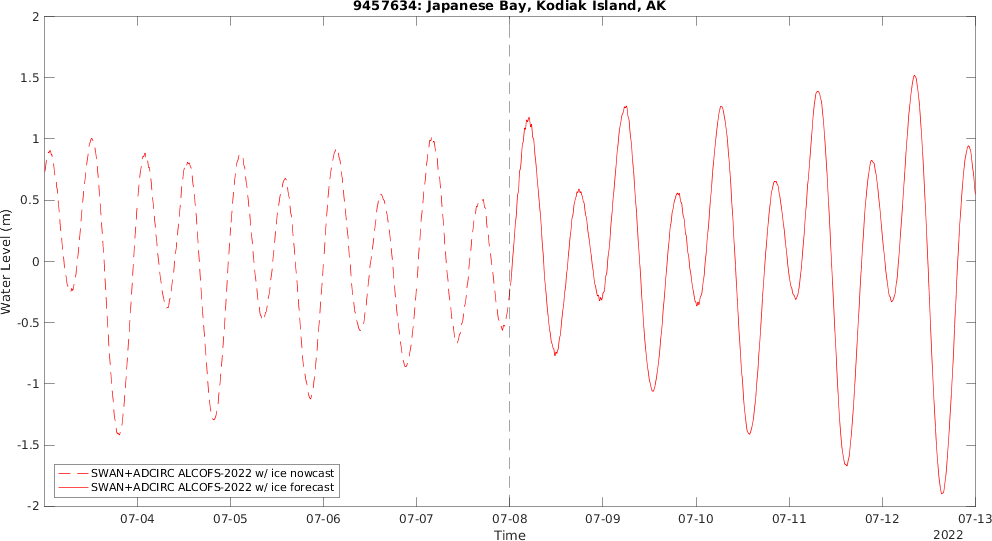 9457634: Japanese Bay, Kodiak Island, AK
2
1.5
1
0.5
0
-0.5
-1
-1.5
-2
Water Level (m)
SWAN+ADCIRC ALCOFS-2022 w/ ice nowcast
SWAN+ADCIRC ALCOFS-2022 w/ ice forecast
07-04 07-05 07-06 07-07 07-08 07-09 07-10 07-11 07-12 07-13
Time
2022